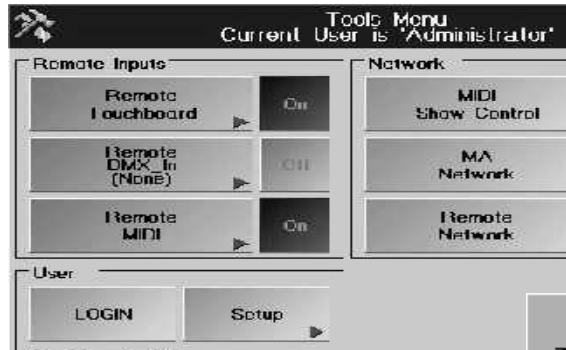 Tools Menu
Current User is 'Administrator'
Remote Inputs
Network
Remote
Touchboard
On
MIDI
Show Control
Remote
DMX_In
(None)
Off
MA
Network
Remote
MIDI
On
Remote
Network
User
LOGIN
Setup